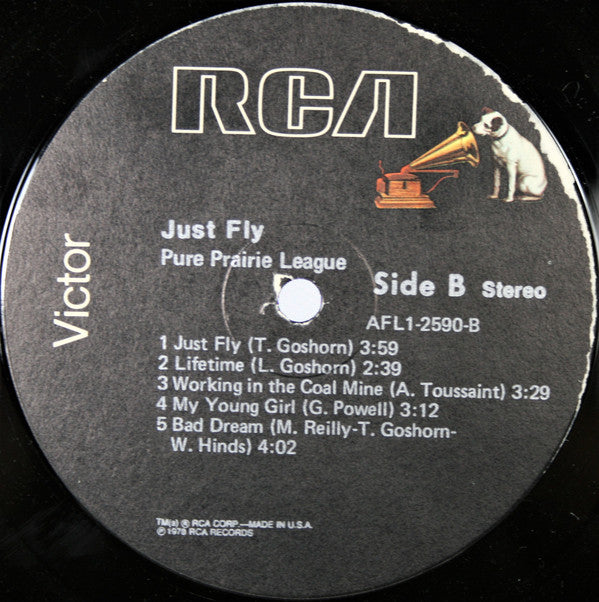 RCA
Victor
Just Fly
Pure Prairie League
Side B Stereo
AFL1-2590-B
1 Just Fly (T. Goshorn) 3:59
2 Lifetime (L. Goshorn) 2:39
3 Working in the Coal Mine (A. Toussaint) 3:29
4 My Young Girl (G. Powell) 3:12
5 Bad Dream (M. Reilly-T. Goshorn-
W. Hinds) 4:02
TM(s) ® RCA CORP.—MADE IN U.S.A.
℗ 1978 RCA RECORDS